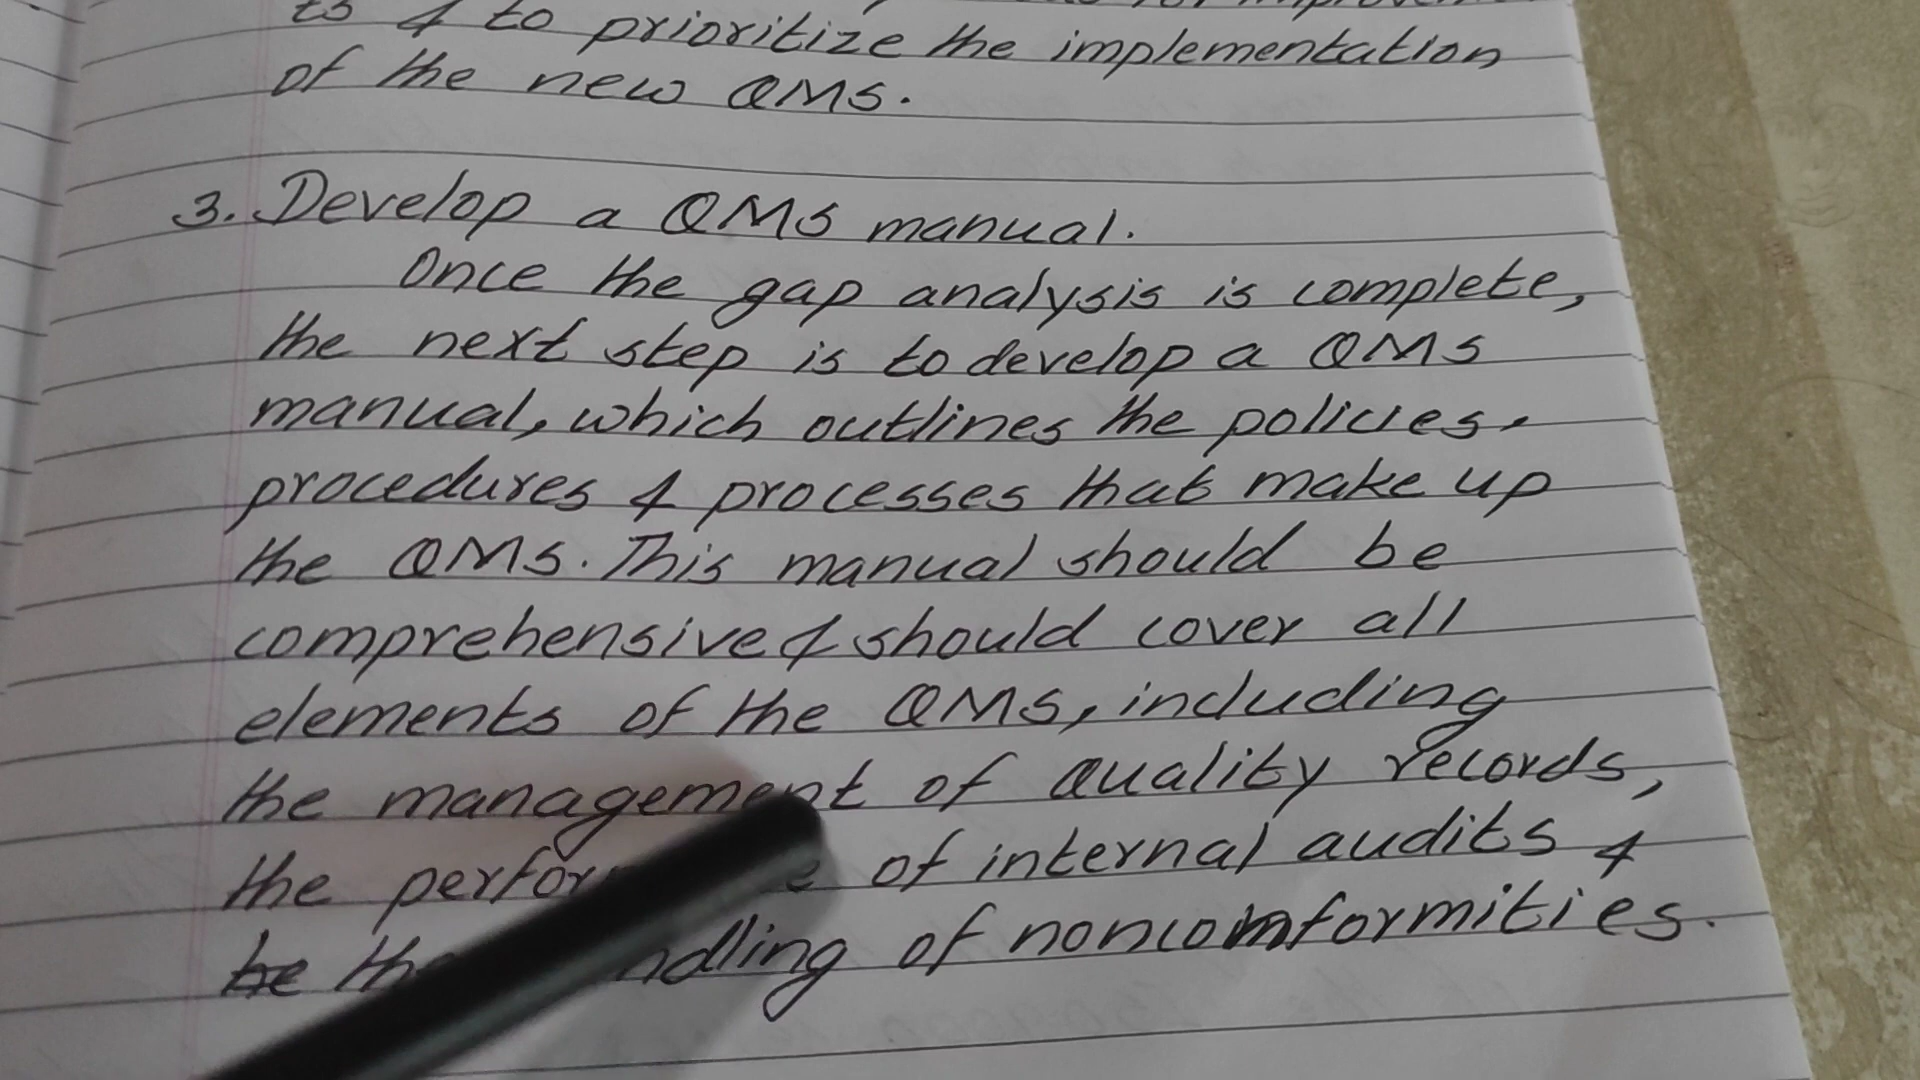 ts & to prioritize the implementation
of the new QMS.
3. Develop a QMS manual.
Once the gap analysis is complete,
the next step is to develop a QMS
manual, which outlines the policies,
procedures & processes that make up
the QMS. This manual should be
comprehensive & should cover all
elements of the QMS, including
the management of quality records,
the of internal audits &
of noncomformities.